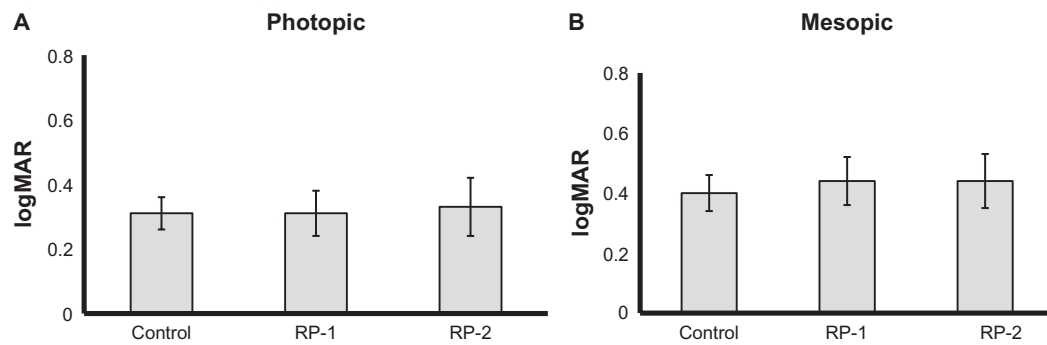 A
Photopic
logMAR
0.8
0.6
0.4
0.2
0
Control
RP-1
RP-2
B
Mesopic
logMAR
0.8
0.6
0.4
0.2
0
Control
RP-1
RP-2